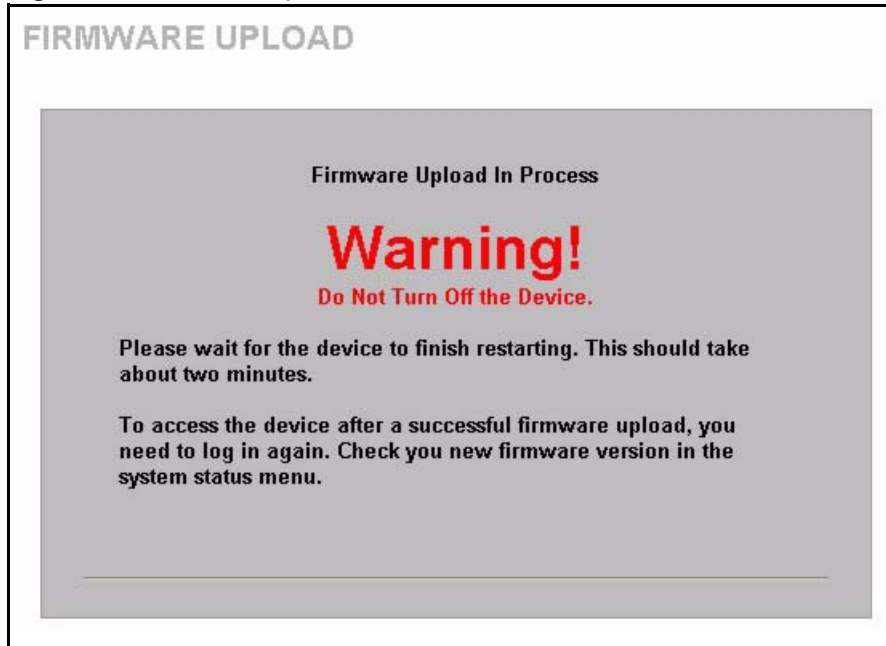 FIRMWARE UPLOAD
Firmware Upload In Process
Warning!
Do Not Turn Off the Device.
Please wait for the device to finish restarting. This should take
about two minutes.
To access the device after a successful firmware upload, you
need to log in again. Check you new firmware version in the
system status menu.